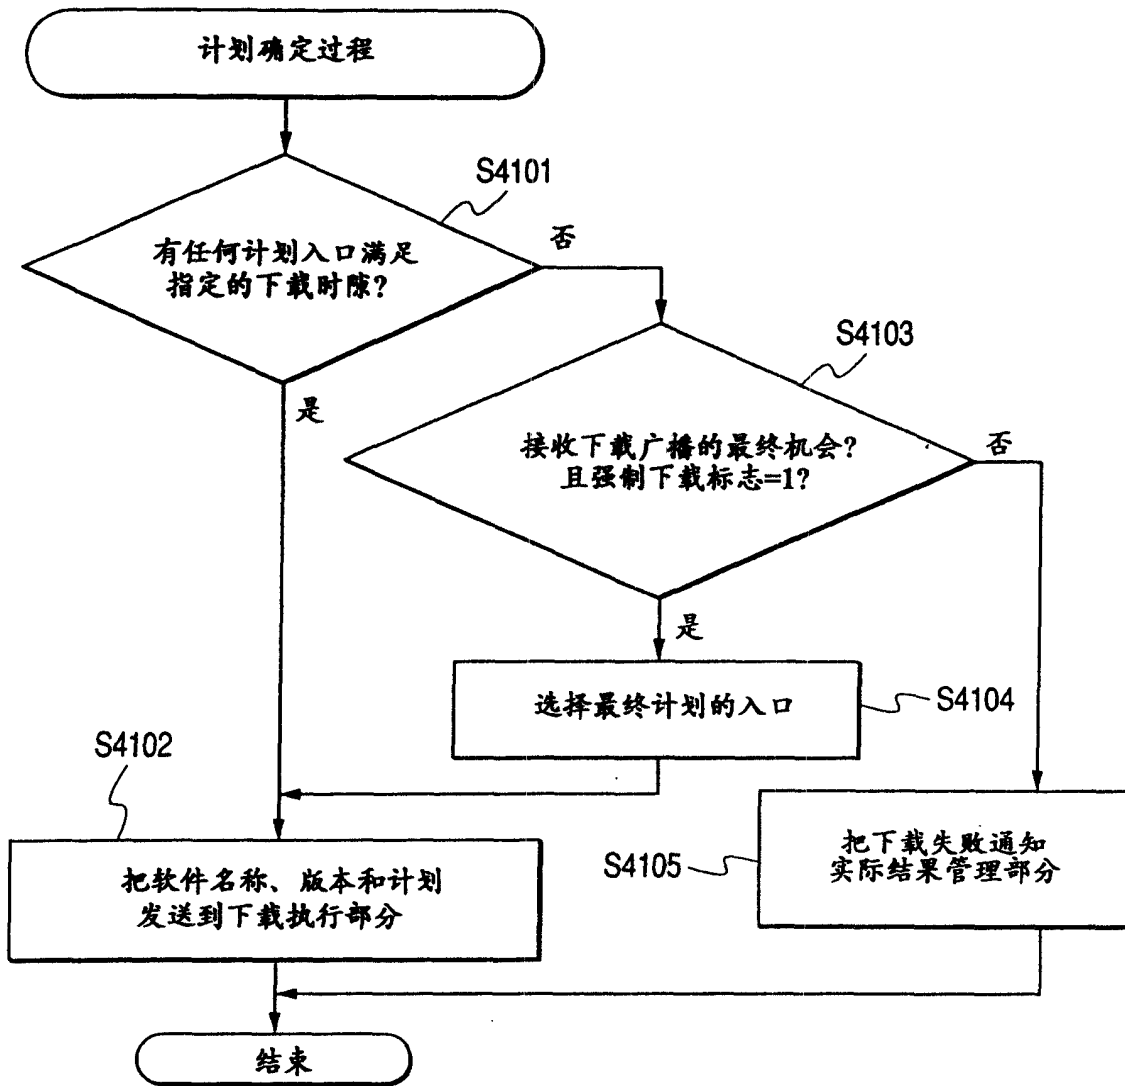 计划确定过程
S4101
有任何计划入口满足
指定的下载时隙?
否
是
S4103
接收下载广播的最终机会?
且强制下载标志=1?
否
是
选择最终计划的入口
S4104
S4102
把软件名称、版本和计划
发送到下载执行部分
S4105
把下载失败通知
实际结果管理部分
结束